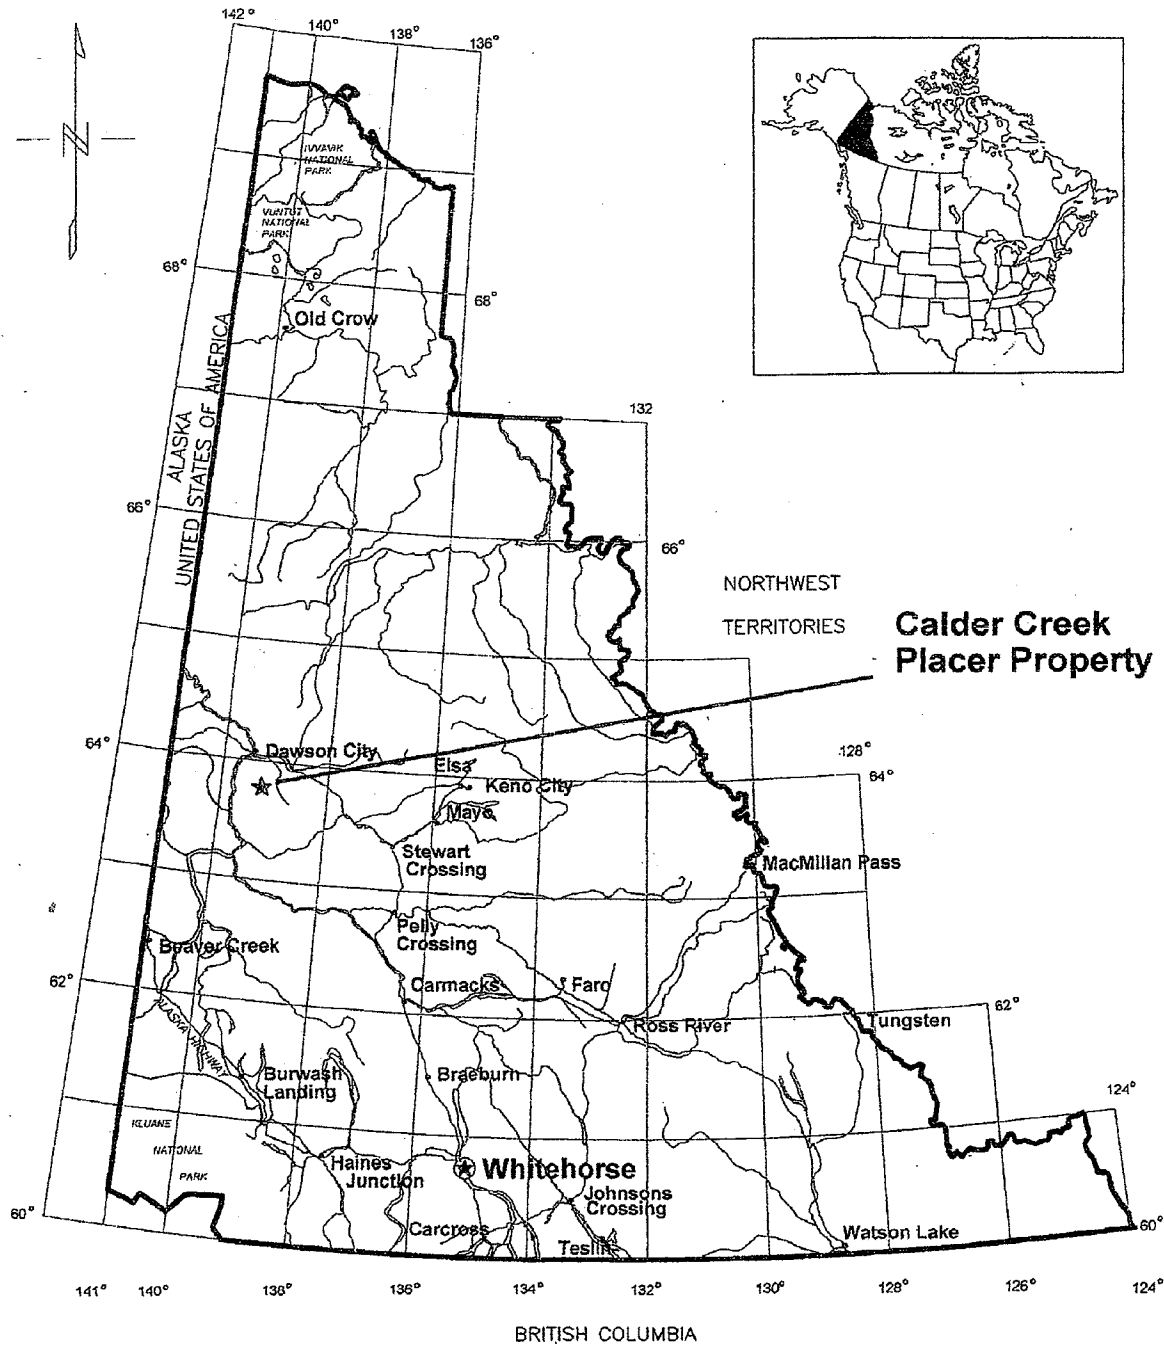 142°
140°
138°
136°
N
IVVAVIK
NATIONAL
PARK
VUNTUT
NATIONAL
PARK
68°
68°
Old Crow
ALASKA
UNITED STATES OF AMERICA
132
66°
66°
NORTHWEST
TERRITORIES
Calder Creek
Placer Property
64°
Dawson City
128°
64°
Elsa
Keno City
Mayo
Stewart
Crossing
MacMillan Pass
Pelly
Crossing
Beaver Creek
62°
Carmacks
Faro
62°
Ross River
Tungsten
ALASKA HIGHWAY
Burwash
Landing
Braeburn
124°
KLUANE
NATIONAL
PARK
Haines
Junction
Whitehorse
Johnsons
Crossing
60°
Carcross
Teslin
Watson Lake
60°
141°
140°
138°
136°
134°
132°
130°
128°
126°
124°
BRITISH COLUMBIA